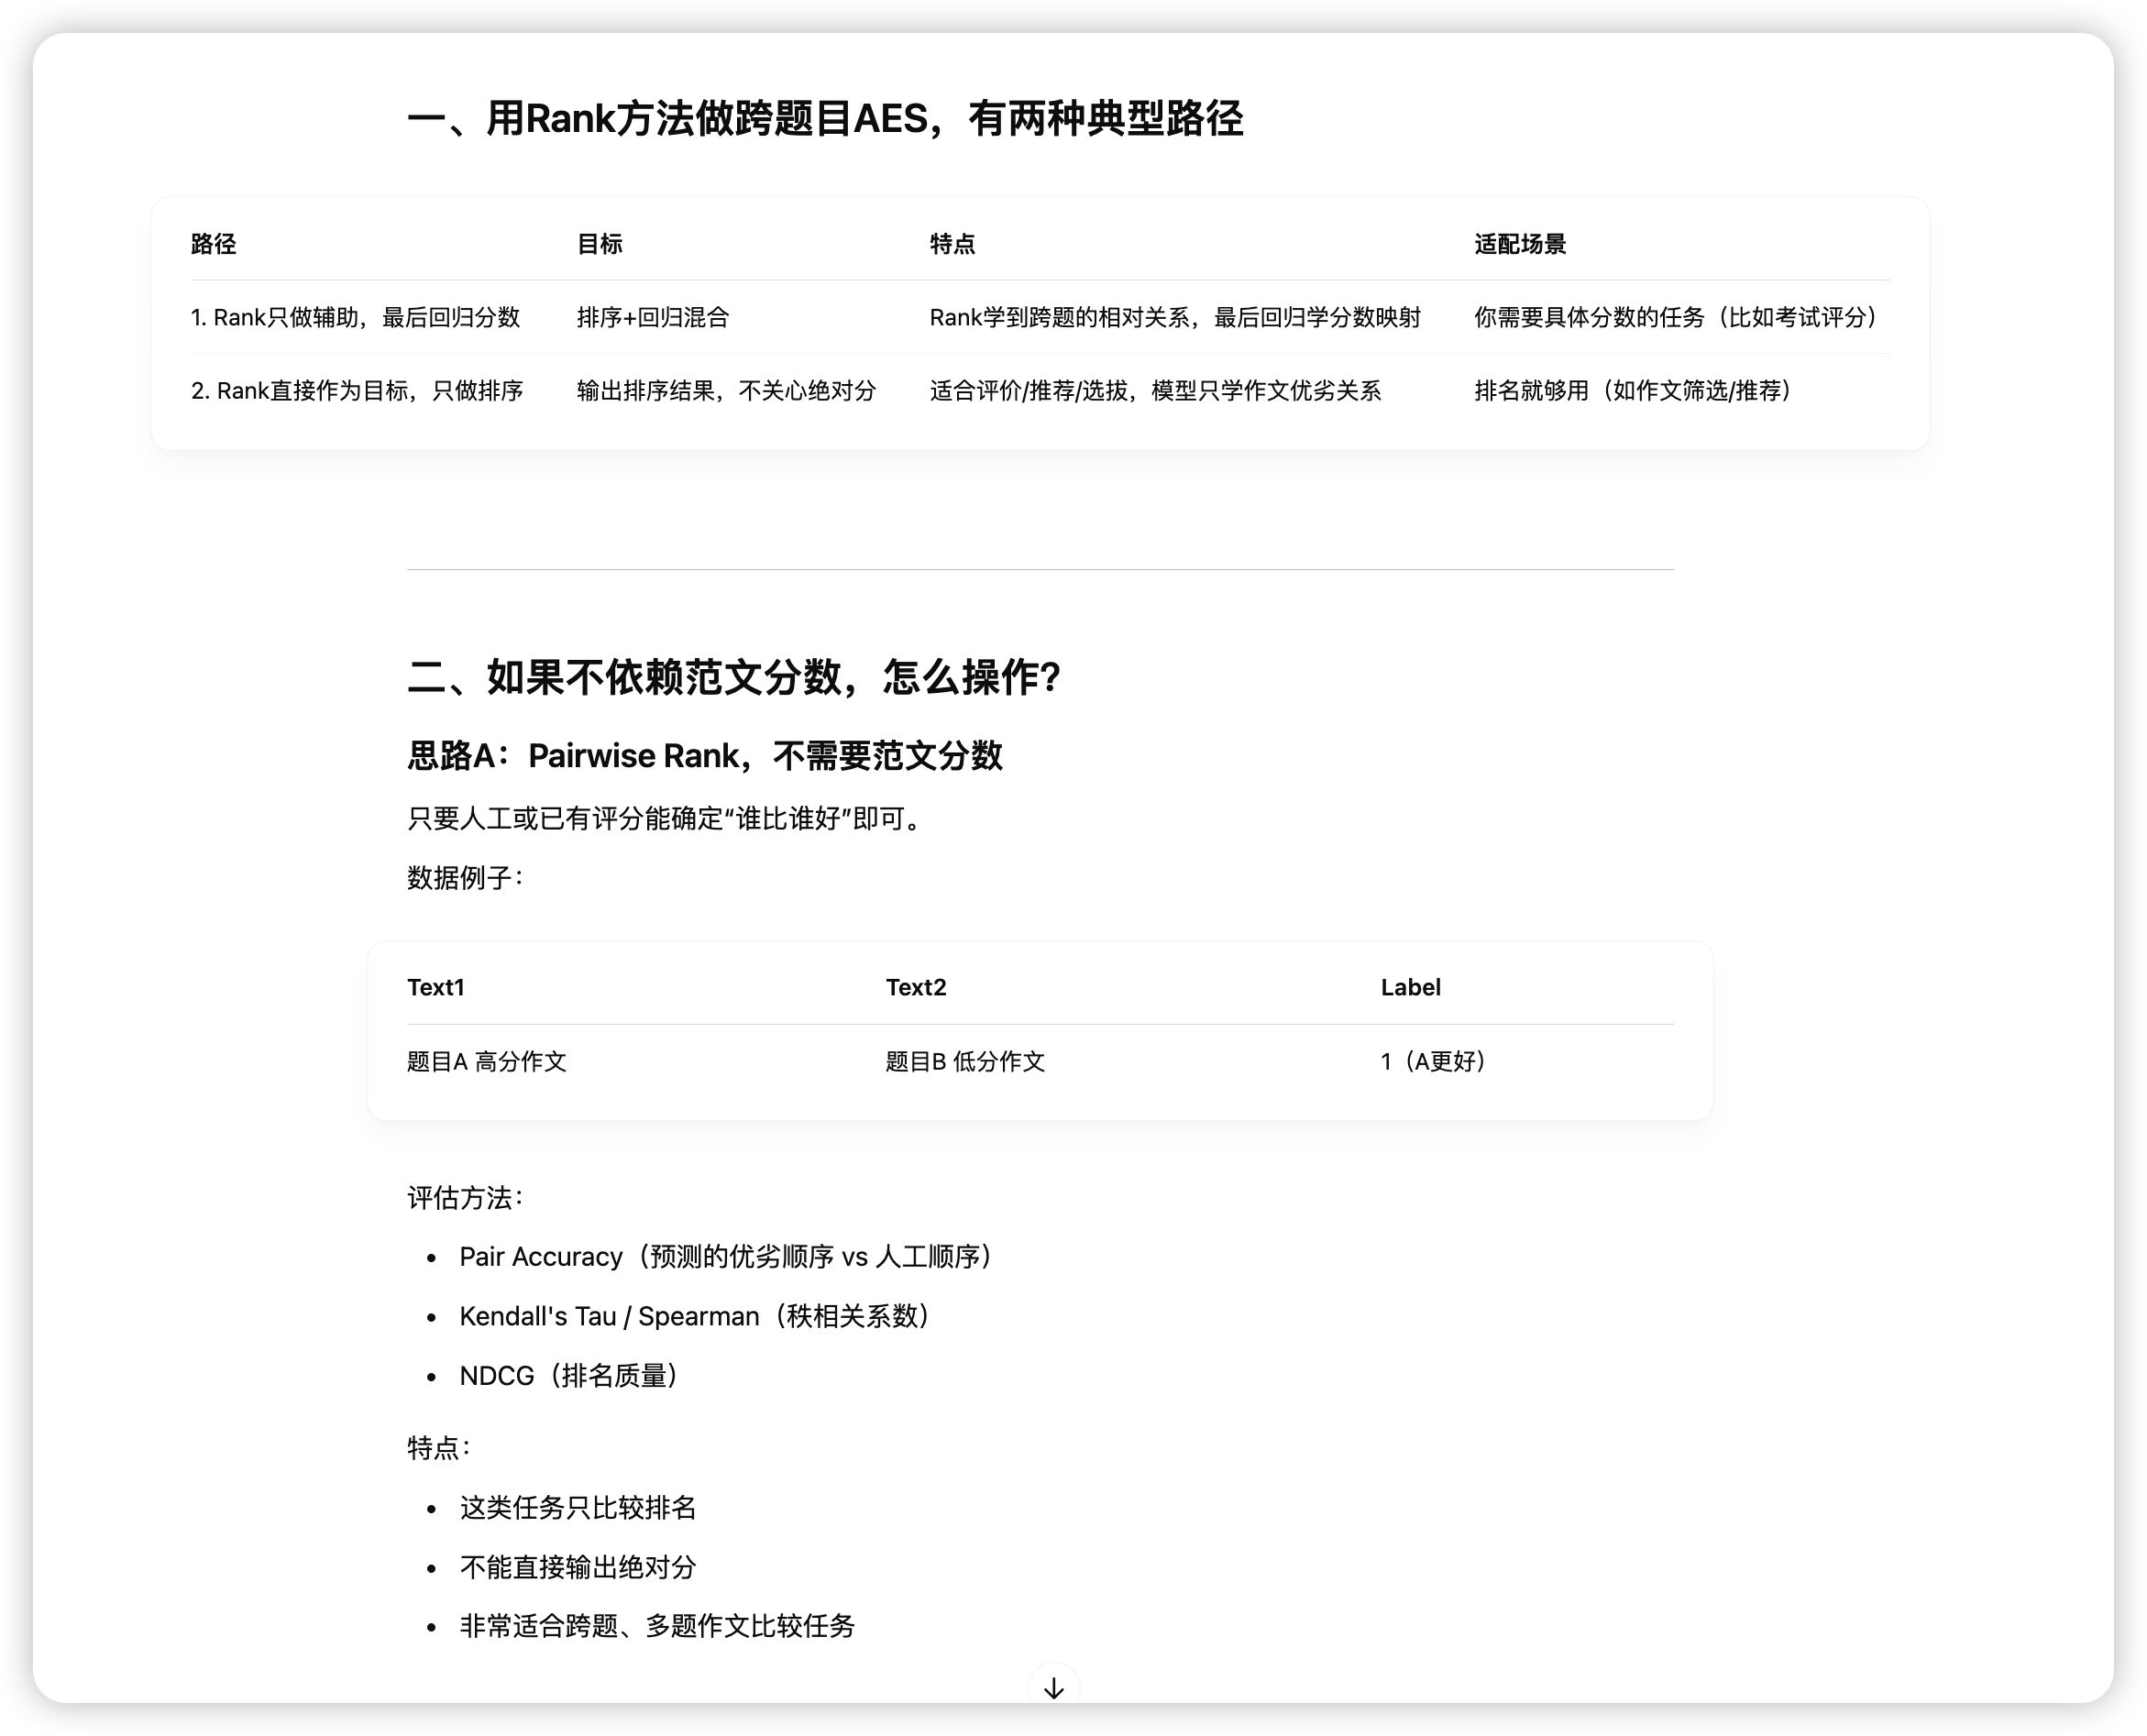 一、用Rank方法做跨题目AES，有两种典型路径
路径 目标 特点 适配场景
1. Rank只做辅助，最后回归分数 排序+回归混合 Rank学到跨题的相对关系，最后回归学分数映射 你需要具体分数的任务（比如考试评分）
2. Rank直接作为目标，只做排序 输出排序结果，不关心绝对分 适合评价/推荐/选拔，模型只学作文优劣关系 排名就够用（如作文筛选/推荐）
二、如果不依赖范文分数，怎么操作？
思路A：Pairwise Rank，不需要范文分数
只要人工或已有评分能确定“谁比谁好”即可。
数据例子：
Text1 Text2 Label
题目A 高分作文 题目B 低分作文 1（A更好）
评估方法：
• Pair Accuracy（预测的优劣顺序 vs 人工顺序）
• Kendall's Tau / Spearman（秩相关系数）
• NDCG（排名质量）
特点：
• 这类任务只比较排名
• 不能直接输出绝对分
• 非常适合跨题、多题作文比较任务